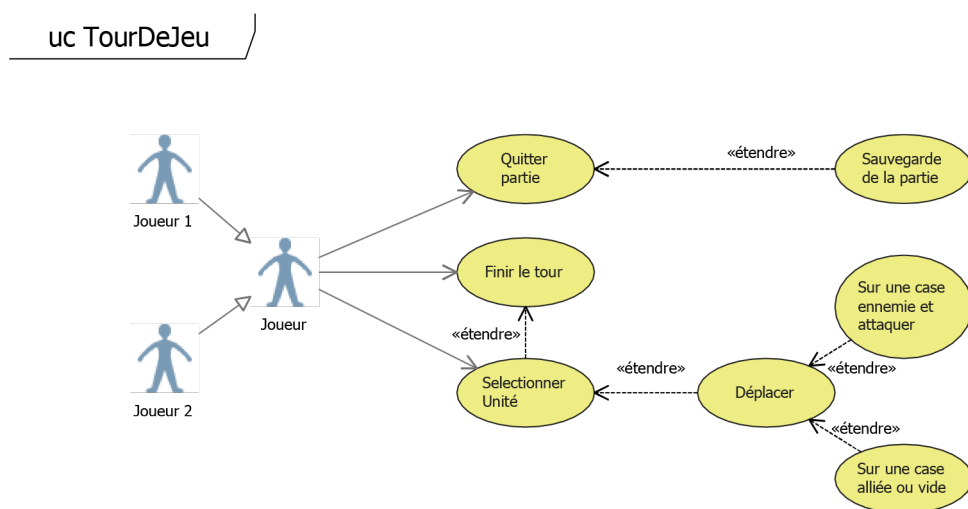 uc TourDeJeu
Joueur 1
Joueur 2
Joueur
Quitter
partie
«étendre»
Sauvegarde
de la partie
Finir le tour
«étendre»
Selectionner
Unité
«étendre»
Déplacer
Sur une case
ennemie et
attaquer
«étendre»
«étendre»
Sur une case
alliée ou vide